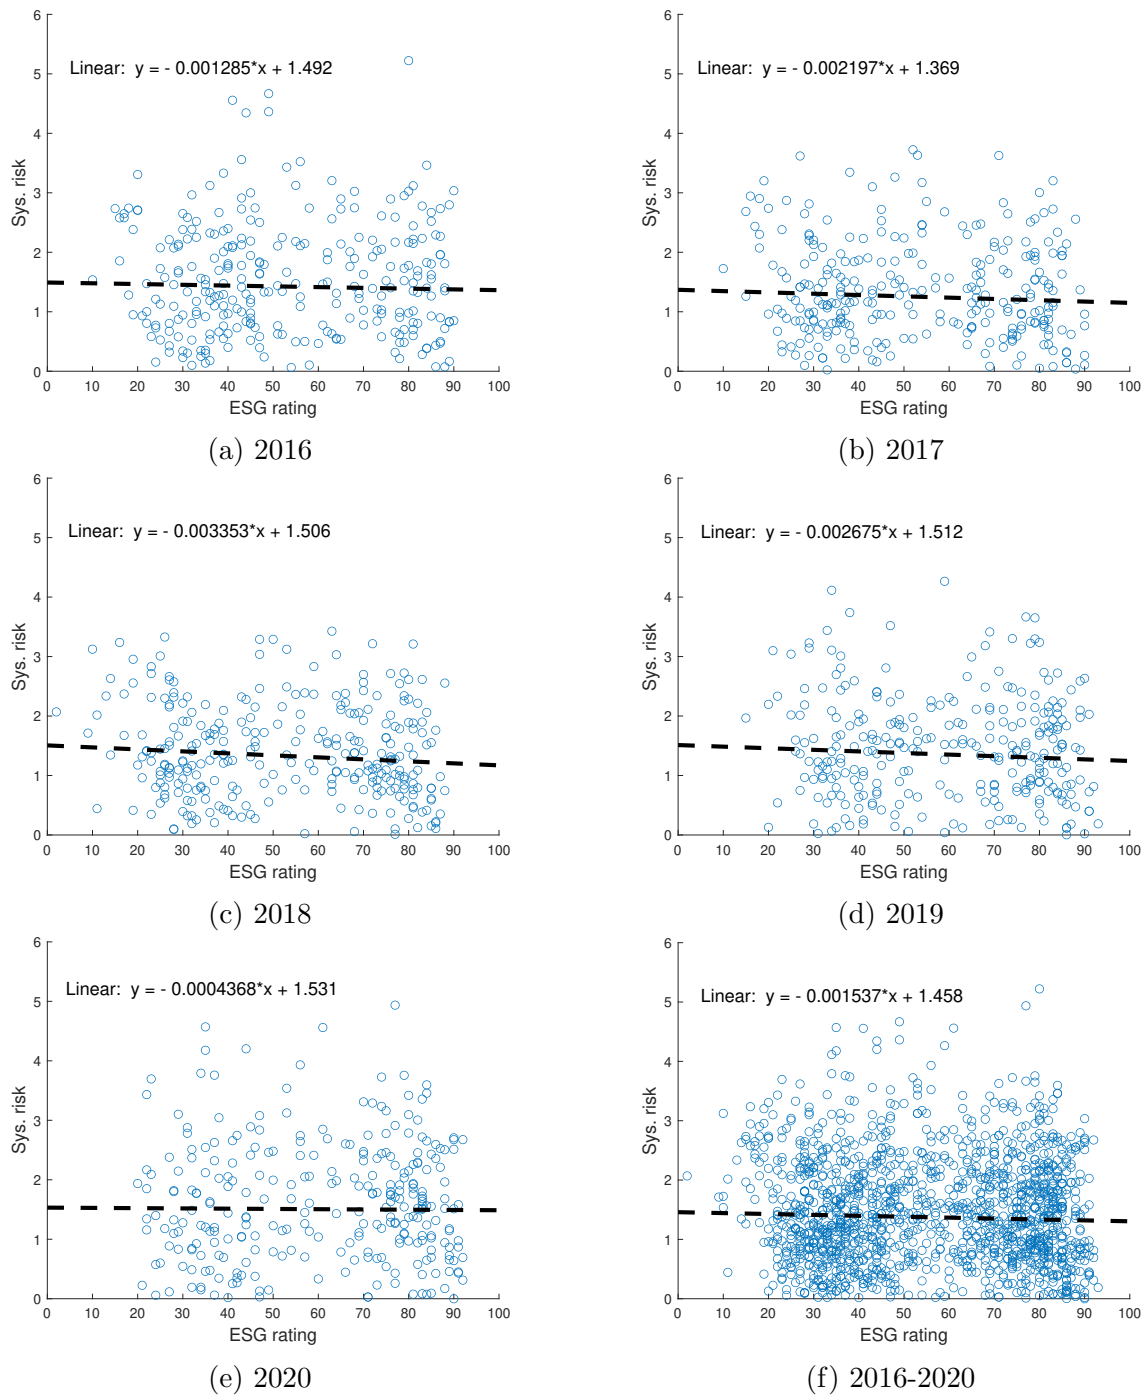 6
5
4
3
2
1
0
Sys. risk
Linear: y = - 0.001285*x + 1.492
0 10 20 30 40 50 60 70 80 90 100
ESG rating
(a) 2016
6
5
4
3
2
1
0
Sys. risk
Linear: y = - 0.002197*x + 1.369
0 10 20 30 40 50 60 70 80 90 100
ESG rating
(b) 2017
6
5
4
3
2
1
0
Sys. risk
Linear: y = - 0.003353*x + 1.506
0 10 20 30 40 50 60 70 80 90 100
ESG rating
(c) 2018
6
5
4
3
2
1
0
Sys. risk
Linear: y = - 0.002675*x + 1.512
0 10 20 30 40 50 60 70 80 90 100
ESG rating
(d) 2019
6
5
4
3
2
1
0
Sys. risk
Linear: y = - 0.0004368*x + 1.531
0 10 20 30 40 50 60 70 80 90 100
ESG rating
(e) 2020
6
5
4
3
2
1
0
Sys. risk
Linear: y = - 0.001537*x + 1.458
0 10 20 30 40 50 60 70 80 90 100
ESG rating
(f) 2016-2020